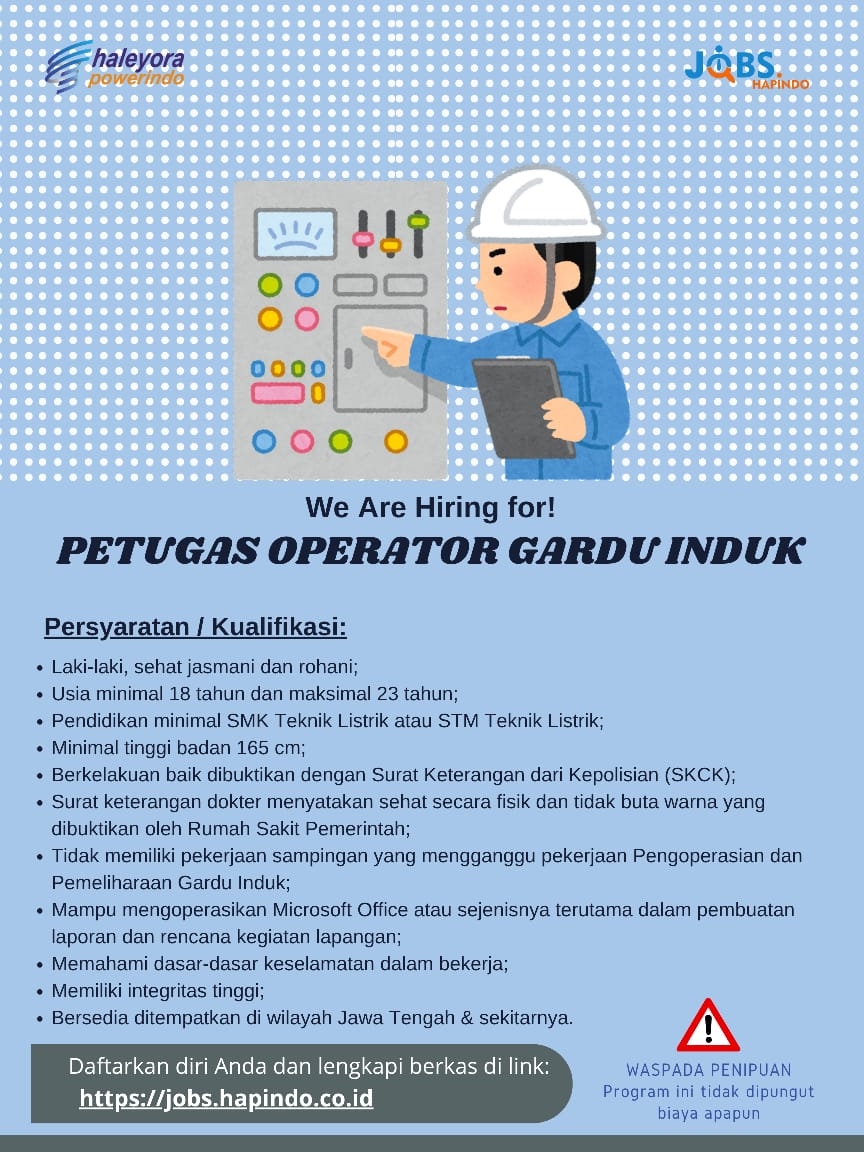 haleyora
powerindo
JOBS.
HAPINDO
We Are Hiring for!
PETUGAS OPERATOR GARDU INDUK
Persyaratan / Kualifikasi:
• Laki-laki, sehat jasmani dan rohani;
• Usia minimal 18 tahun dan maksimal 23 tahun;
• Pendidikan minimal SMK Teknik Listrik atau STM Teknik Listrik;
• Minimal tinggi badan 165 cm;
• Berkelakuan baik dibuktikan dengan Surat Keterangan dari Kepolisian (SKCK);
• Surat keterangan dokter menyatakan sehat secara fisik dan tidak buta warna yang
dibuktikan oleh Rumah Sakit Pemerintah;
• Tidak memiliki pekerjaan sampingan yang mengganggu pekerjaan Pengoperasian dan
Pemeliharaan Gardu Induk;
• Mampu mengoperasikan Microsoft Office atau sejenisnya terutama dalam pembuatan
laporan dan rencana kegiatan lapangan;
• Memahami dasar-dasar keselamatan dalam bekerja;
• Memiliki integritas tinggi;
• Bersedia ditempatkan di wilayah Jawa Tengah & sekitarnya.
Daftarkan diri Anda dan lengkapi berkas di link:
https://jobs.hapindo.co.id
WASPADA PENIPUAN
Program ini tidak dipungut
biaya apapun